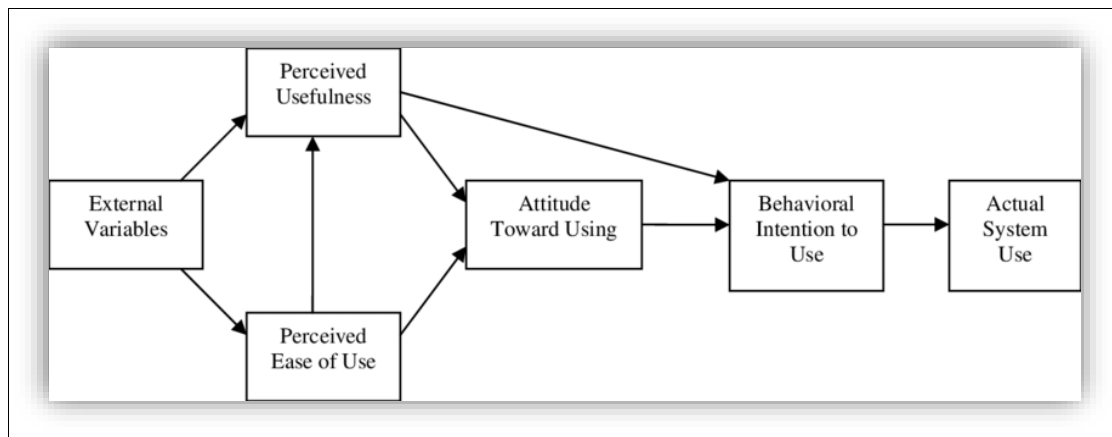 Perceived
Usefulness
External
Variables
Attitude
Toward Using
Behavioral
Intention to
Use
Actual
System
Use
Perceived
Ease of Use